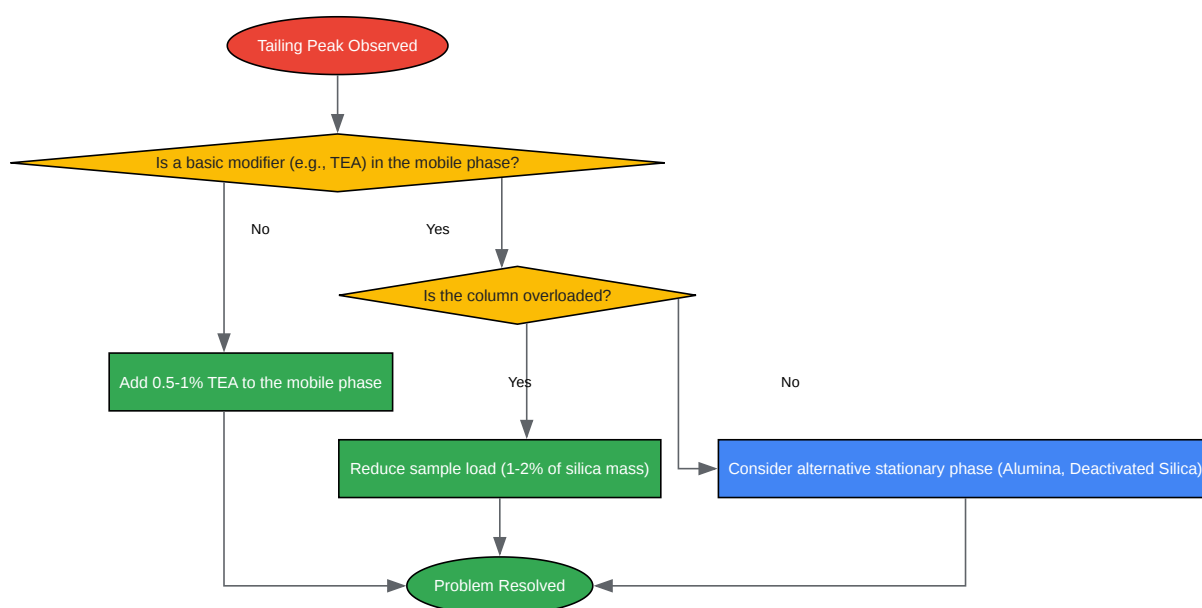 Tailing Peak Observed
Is a basic modifier (e.g., TEA) in the mobile phase?
No
Yes
Is the column overloaded?
Add 0.5-1% TEA to the mobile phase
Yes
No
Reduce sample load (1-2% of silica mass)
Consider alternative stationary phase (Alumina, Deactivated Silica)
Problem Resolved